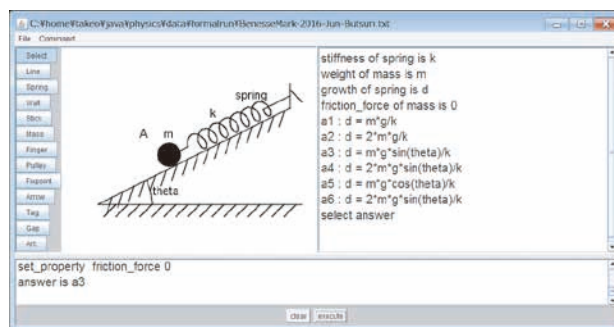 C:¥home¥takeo¥java¥physics¥data¥formalrun¥BenesseMark-2016-Jun-Butsuri.txt
File Command
Select
Line
Spring
Wall
Stick
Mass
Finger
Pulley
Fixpoint
Arrow
Tag
Gap
Arc
spring
k
A m
theta
stiffness of spring is k
weight of mass is m
growth of spring is d
friction_force of mass is 0
a1 : d = m*g/k
a2 : d = 2*m*g/k
a3 : d = m*g*sin(theta)/k
a4 : d = 2*m*g*sin(theta)/k
a5 : d = m*g*cos(theta)/k
a6 : d = 2*m*g*sin(theta)/k
select answer
set_property friction_force 0
answer is a3
clear execute